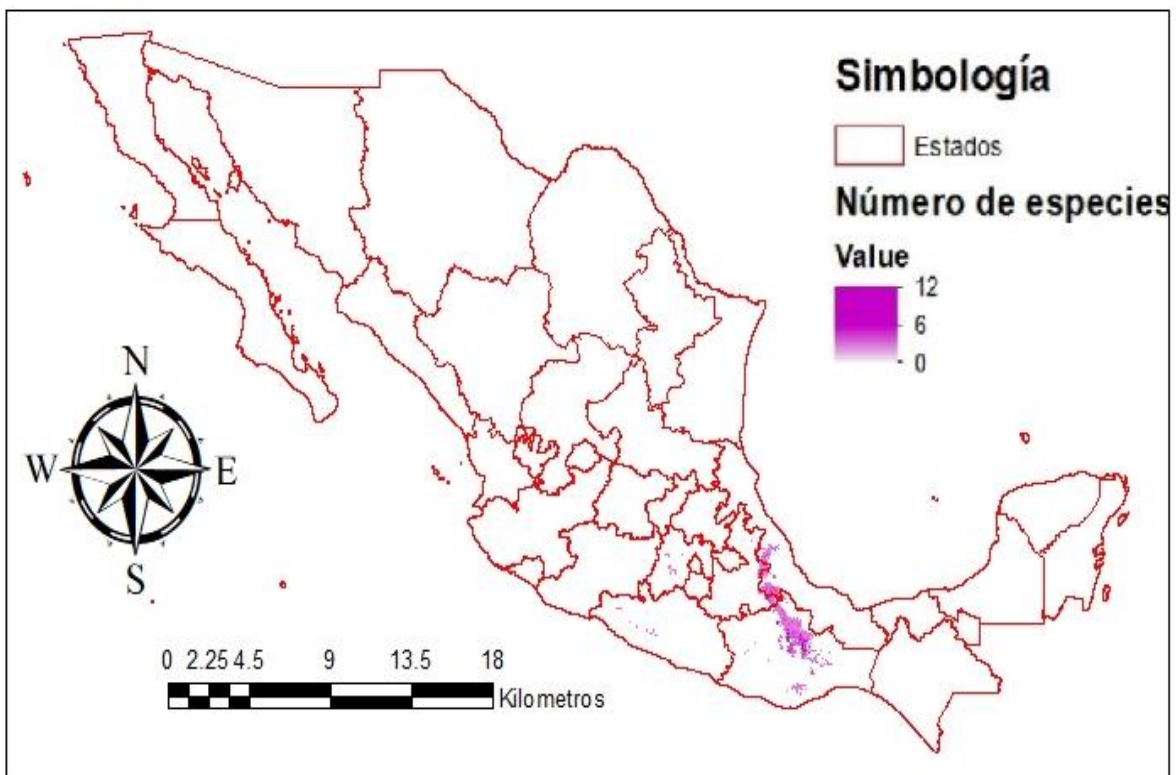 Simbología
Estados
Número de especies
Value
12
6
0
N
W E
S
0 2.25 4.5 9 13.5 18
Kilometros